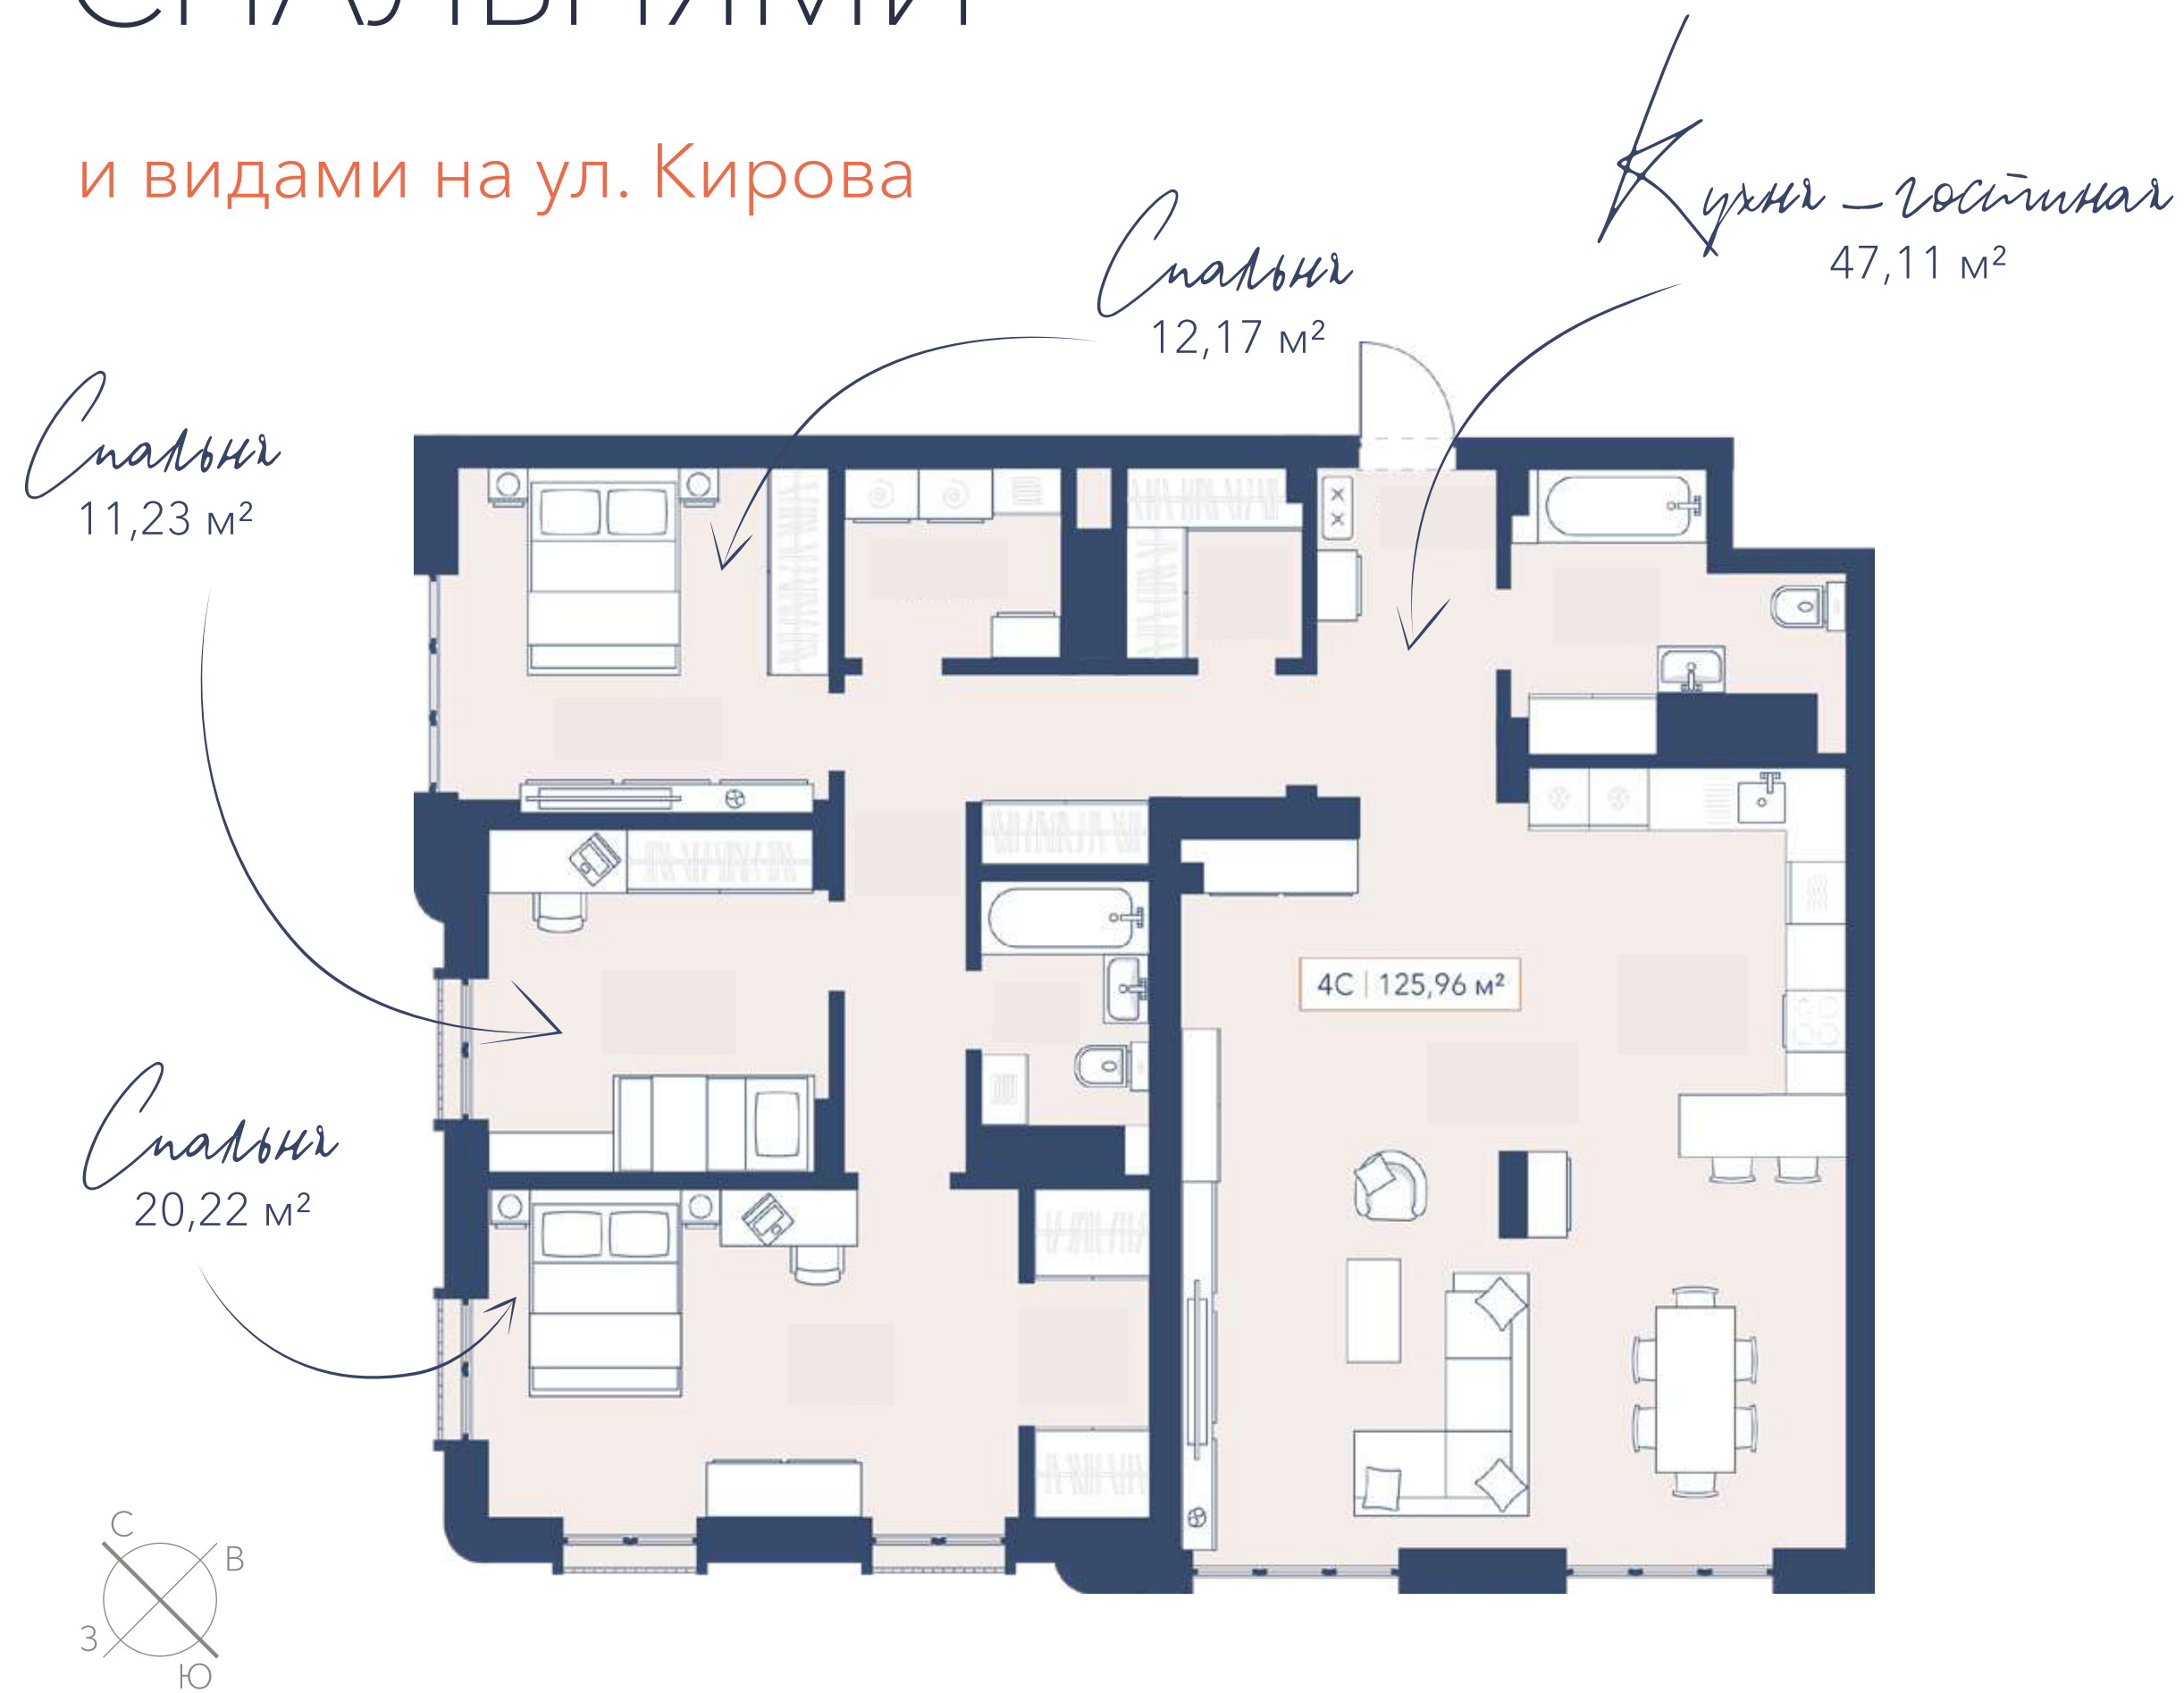 СПАЛЬНЯМИ
и видами на ул. Кирова
Кухня – гостиная
47,11 м²
Спальня
12,17 м²
Спальня
11,23 м²
4С | 125,96 м²
Спальня
20,22 м²
С
В
З
Ю